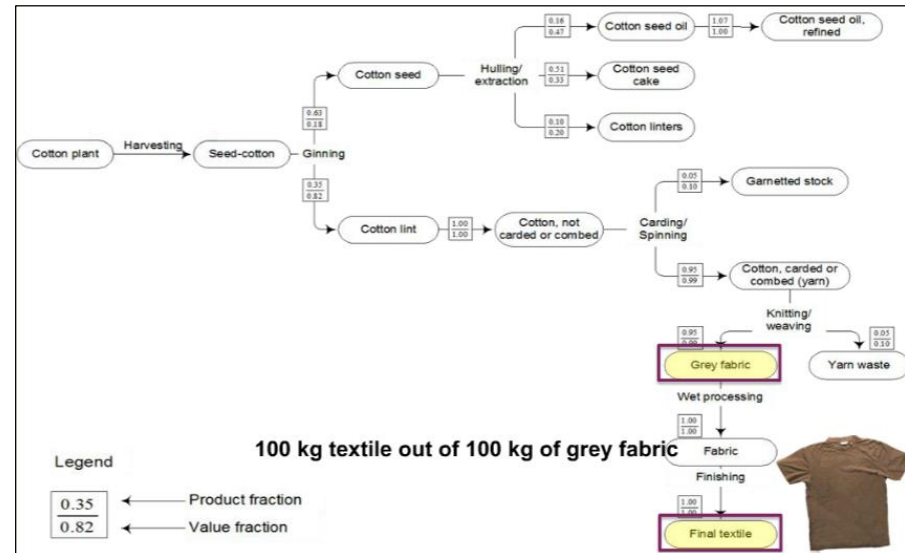 0.16
0.47
Cotton seed oil
1.07
1.00
Cotton seed oil,
refined
Cotton seed
Hulling/
extraction
0.51
0.33
Cotton seed
cake
0.63
0.18
0.10
0.20
Cotton linters
Cotton plant
Harvesting
Seed-cotton
Ginning
0.35
0.82
0.05
0.10
Garnetted stock
Cotton lint
1.00
1.00
Cotton, not
carded or combed
Carding/
Spinning
0.95
0.99
Cotton, carded or
combed (yarn)
Knitting/
weaving
0.95
0.99
0.05
0.10
Grey fabric
Yarn waste
Wet processing
1.00
1.00
100 kg textile out of 100 kg of grey fabric
Fabric
Finishing
1.00
1.00
Final textile
Legend
0.35
0.82
Product fraction
Value fraction